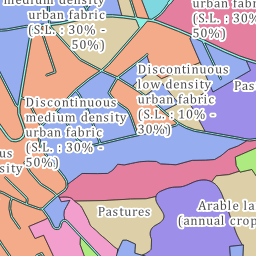 medium density
urban fabric
(S.L. : 30% -
50%)
urban fabric
(S.L. : 30% -
50%)
Discontinuous
low density
urban fabric
(S.L. : 10% -
30%)
Discontinuous
medium density
urban fabric
(S.L. : 30% -
50%)
Pastures
Arable la
(annual crop